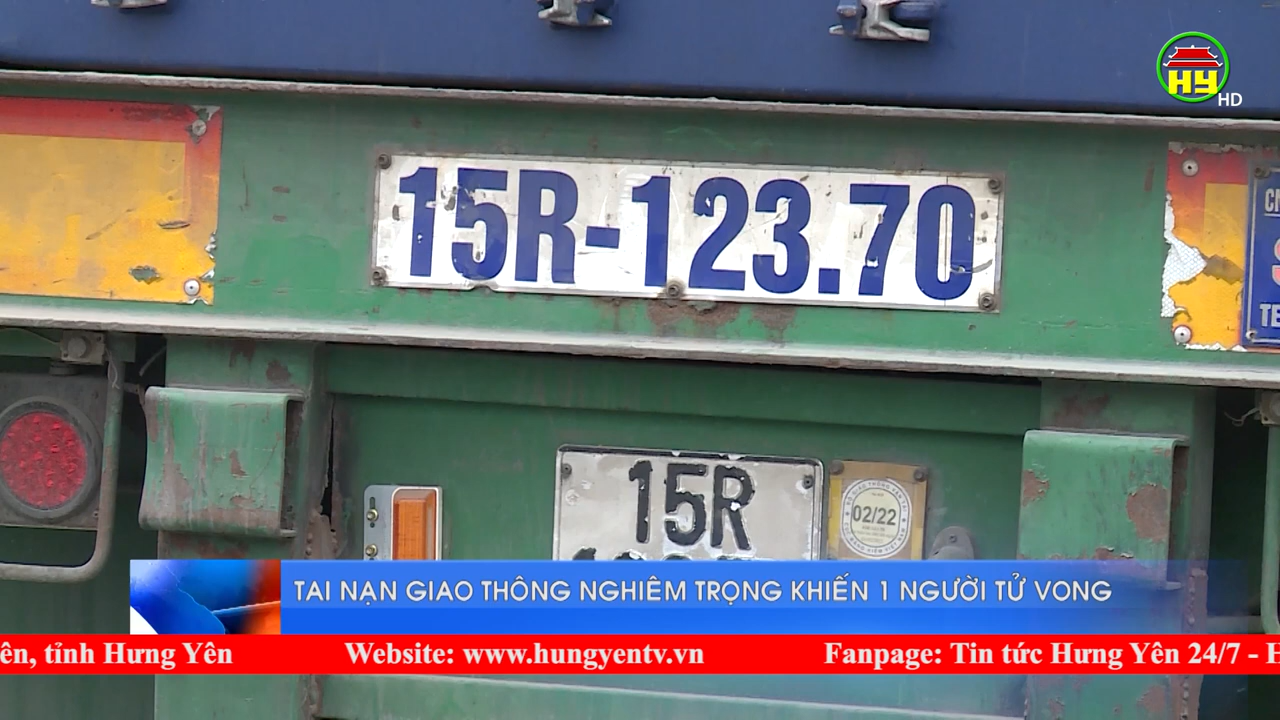 HY
HD
15R-123.70
15R
02/22
TAI NẠN GIAO THÔNG NGHIÊM TRỌNG KHIẾN 1 NGƯỜI TỬ VONG
ên, tỉnh Hưng Yên Website: www.hungyentv.vn Fanpage: Tin tức Hưng Yên 24/7 - H